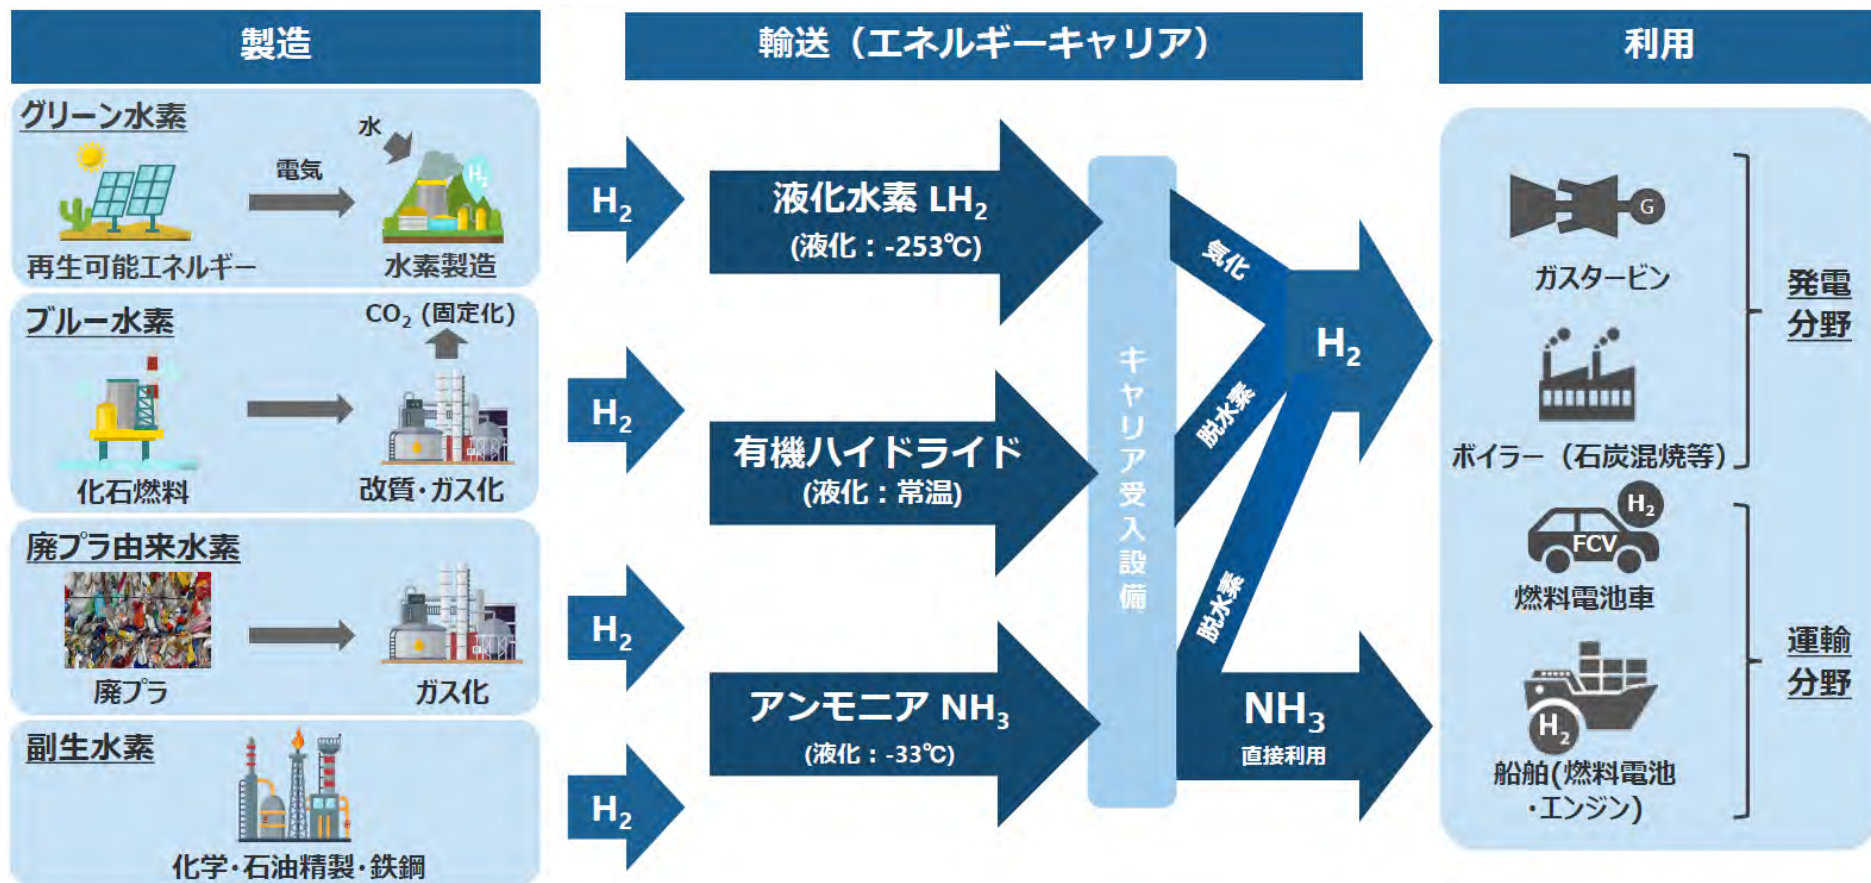 製造
グリーン水素
水
電気
H₂
再生可能エネルギー
水素製造
ブルー水素
CO₂ (固定化)
化石燃料
改質・ガス化
廃プラ由来水素
廃プラ
ガス化
副生水素
化学・石油精製・鉄鋼
H₂
H₂
H₂
H₂
輸送（エネルギーキャリア）
液化水素 LH₂
(液化：-253℃)
有機ハイドライド
(液化：常温)
アンモニア NH₃
(液化：-33℃)
キャリア受入設備
気化
脱水素
脱水素
H₂
NH₃
直接利用
利用
G
ガスタービン
ボイラー（石炭混焼等）
発電
分野
H₂
FCV
燃料電池車
H₂
船舶(燃料電池
・エンジン)
運輸
分野